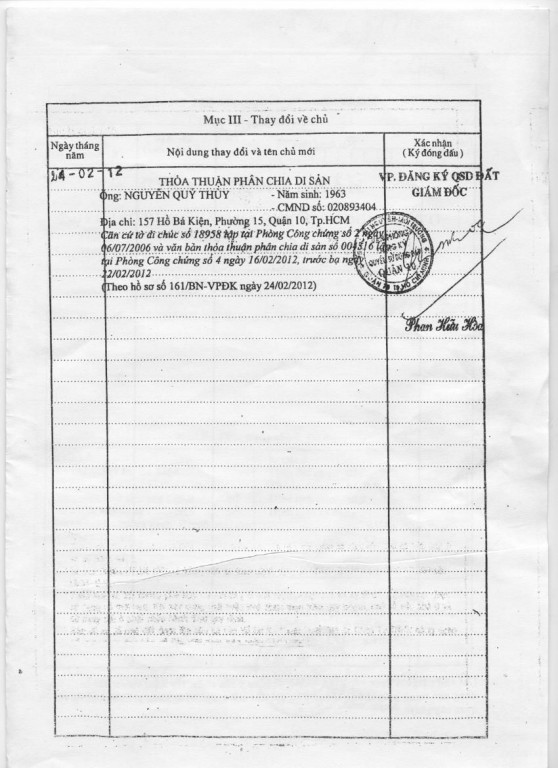 Mục III - Thay đổi về chủ
Ngày tháng năm
Nội dung thay đổi và tên chủ mới
Xác nhận
( Ký đóng dấu )
24-02-12
THỎA THUẬN PHÂN CHIA DI SẢN
Ông: NGUYỄN QUÝ THỦY - Năm sinh: 1963
- CMND số: 020893404
Địa chỉ: 157 Hồ Bá Kiện, Phường 15, Quận 10, Tp.HCM
Căn cứ tờ di chúc số 18958 lập tại Phòng Công chứng số 2 ngày
06/07/2006 và văn bản thỏa thuận phân chia di sản số 004516 lập
tại Phòng Công chứng số 4 ngày 16/02/2012, trước bạ ngày
22/02/2012
(Theo hồ sơ số 161/BN-VPĐK ngày 24/02/2012)
VP. ĐĂNG KÝ QSD ĐẤT
GIÁM ĐỐC
Phan Hữu Hòa